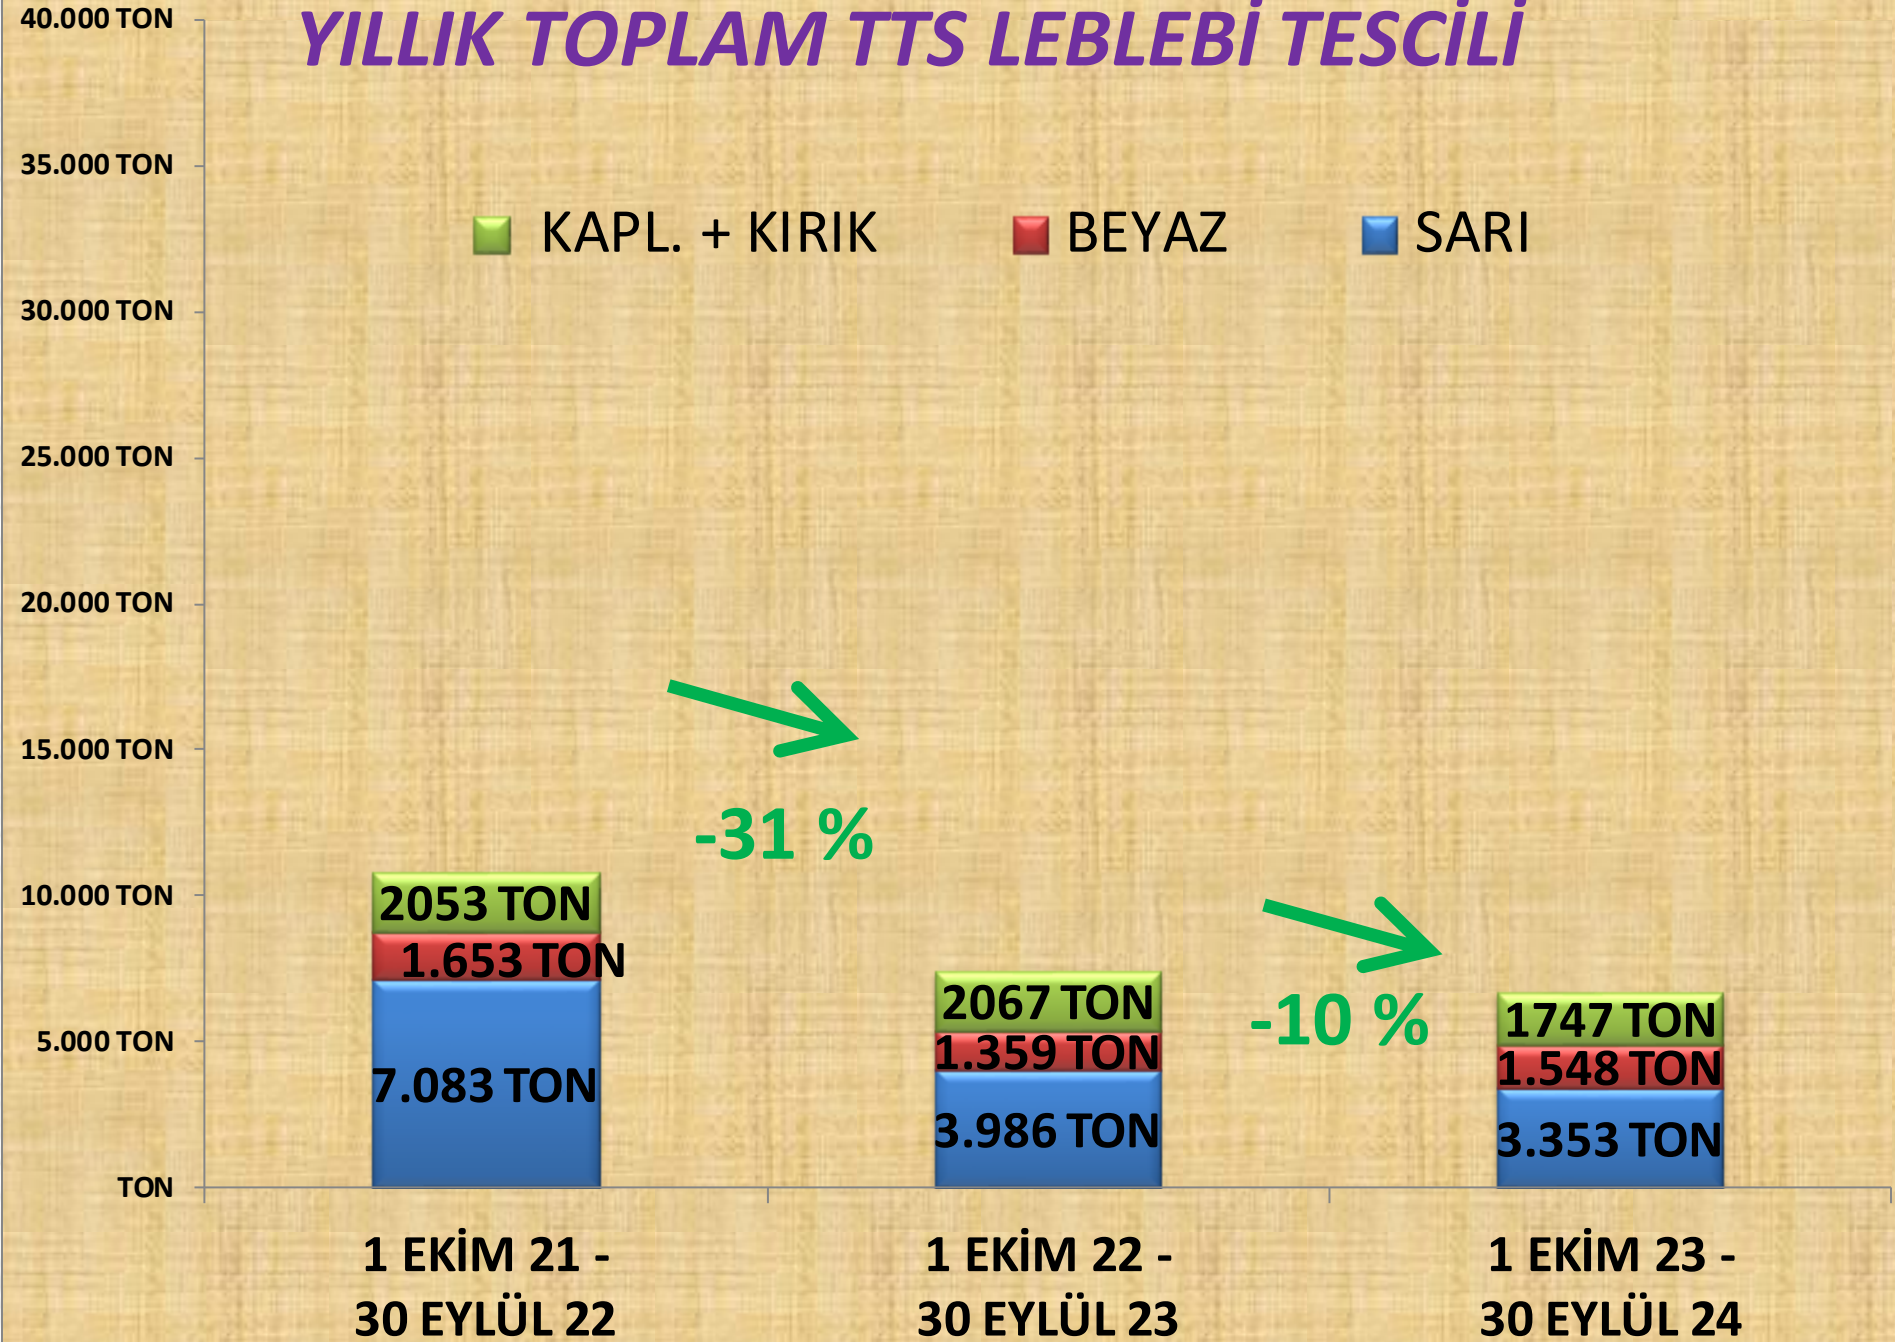 YILLIK TOPLAM TTS LEBLEBİ TESCİLİ
40.000 TON
35.000 TON
30.000 TON
25.000 TON
20.000 TON
15.000 TON
10.000 TON
5.000 TON
TON
KAPL. + KIRIK
BEYAZ
SARI
-31 %
-10 %
2053 TON
1.653 TON
7.083 TON
2067 TON
1.359 TON
3.986 TON
1747 TON
1.548 TON
3.353 TON
1 EKİM 21 -
30 EYLÜL 22
1 EKİM 22 -
30 EYLÜL 23
1 EKİM 23 -
30 EYLÜL 24